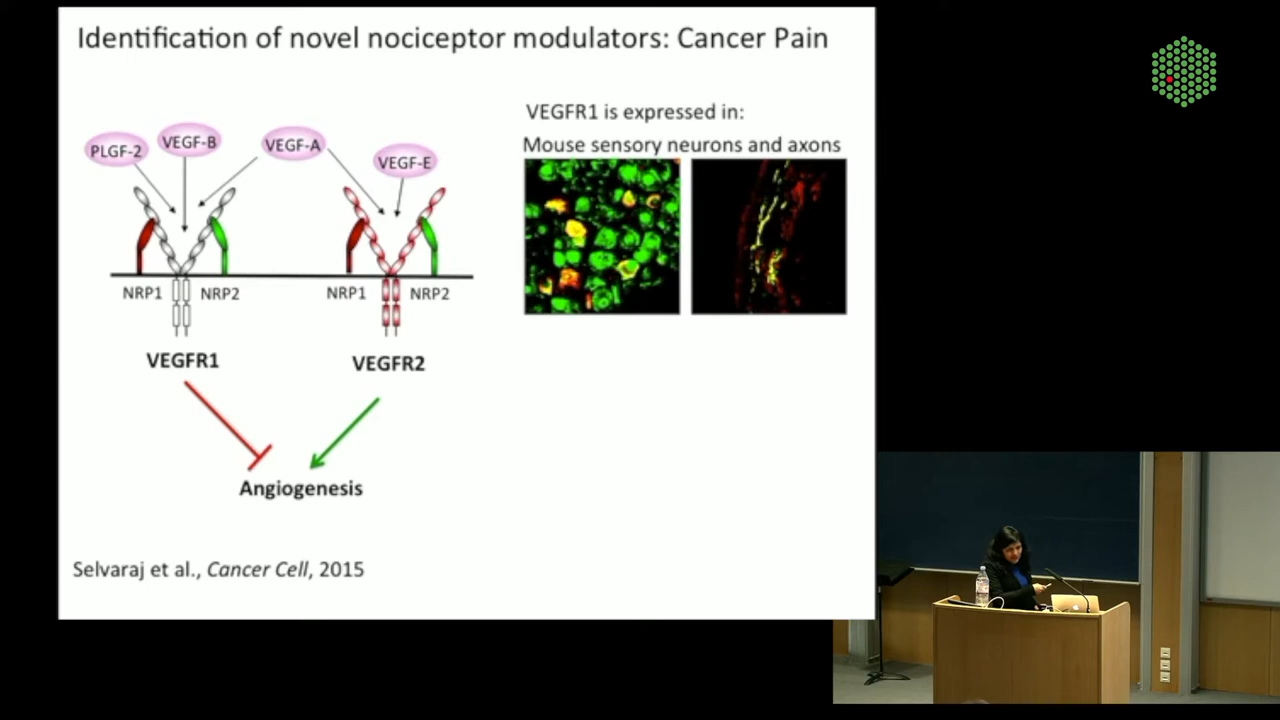 Identification of novel nociceptor modulators: Cancer Pain
PLGF-2
VEGF-B
VEGF-A
VEGF-E
NRP1
NRP2
NRP1
NRP2
VEGFR1
VEGFR2
Angiogenesis
VEGFR1 is expressed in:
Mouse sensory neurons and axons
Selvaraj et al., Cancer Cell, 2015